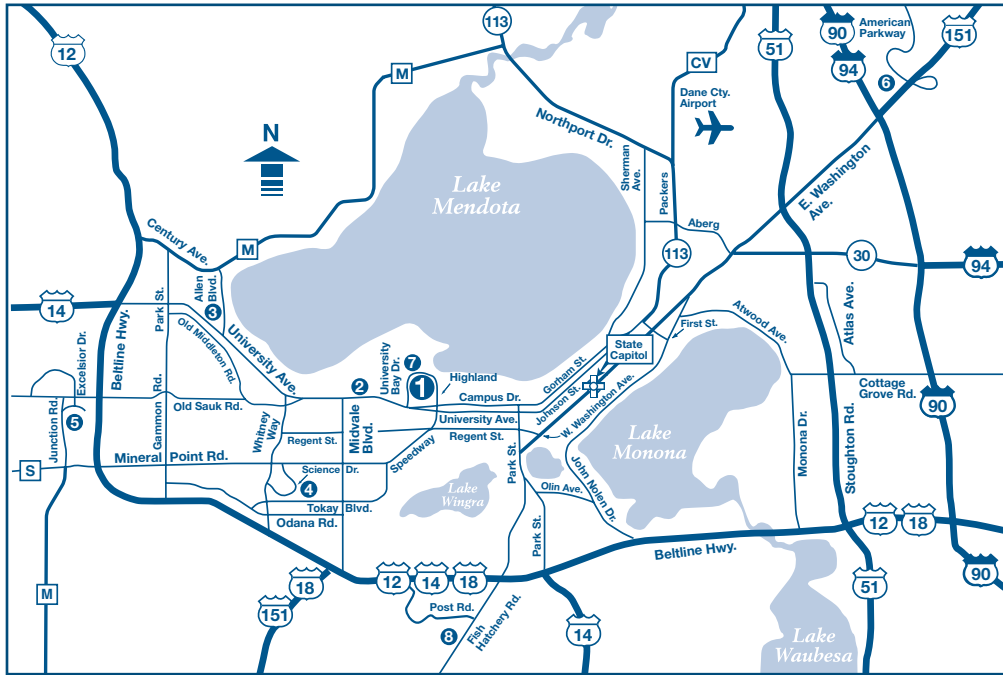 113
12
51
90
American
Parkway
151
94
6
M
CV
Dane Cty.
Airport
Northport Dr.
N
Lake
Mendota
Sherman
Ave.
Packers
E. Washington
Ave.
Century Ave.
M
Aberg
113
30
94
14
Allen
Blvd.
3
Park St.
Beltline Hwy.
Excelsior Dr.
Old Middleton Rd.
University Ave.
University
Bay Dr.
7
1
Highland
2
State
Capitol
First St.
Atwood Ave.
Atlas Ave.
Gorham St.
Johnson St.
W. Washington Ave.
Campus Dr.
University Ave.
Regent St.
Cottage
Grove Rd.
90
Junction Rd.
5
Gammon Rd.
Old Sauk Rd.
Whitney
Way
Regent St.
Midvale
Blvd.
Speedway
Park St.
Lake
Monona
Monona Dr.
Stoughton Rd.
S
Mineral Point Rd.
Science Dr.
4
Tokay Blvd.
Odana Rd.
Lake
Wingra
Olin Ave.
John Nolen Dr.
Park St.
Beltline Hwy.
12
18
M
18
151
12
14
18
Post Rd.
8
Fish
Hatchery Rd.
14
51
90
Lake
Waubesa